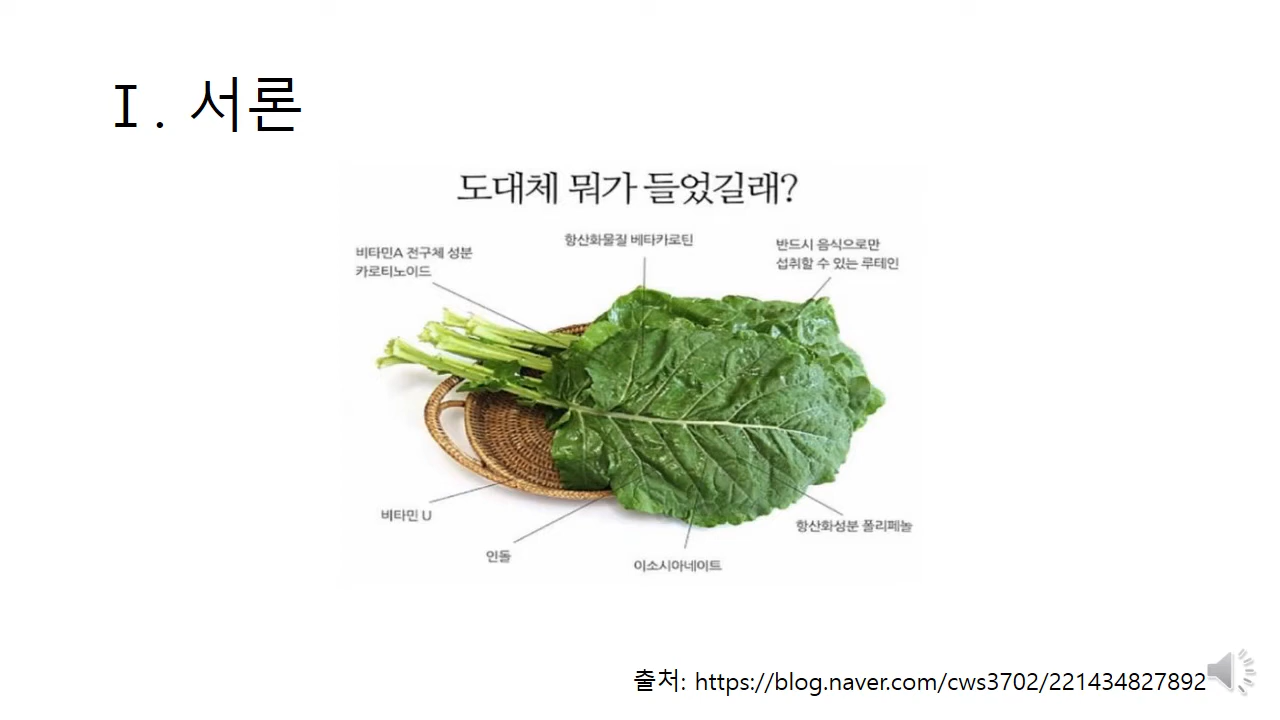 Ⅰ. 서론
도대체 뭐가 들었길래?
비타민A 전구체 성분
카로티노이드
항산화물질 베타카로틴
반드시 음식으로만
섭취할 수 있는 루테인
비타민 U
인돌
이소시아네이트
항산화성분 폴리페놀
출처: https://blog.naver.com/cws3702/221434827892